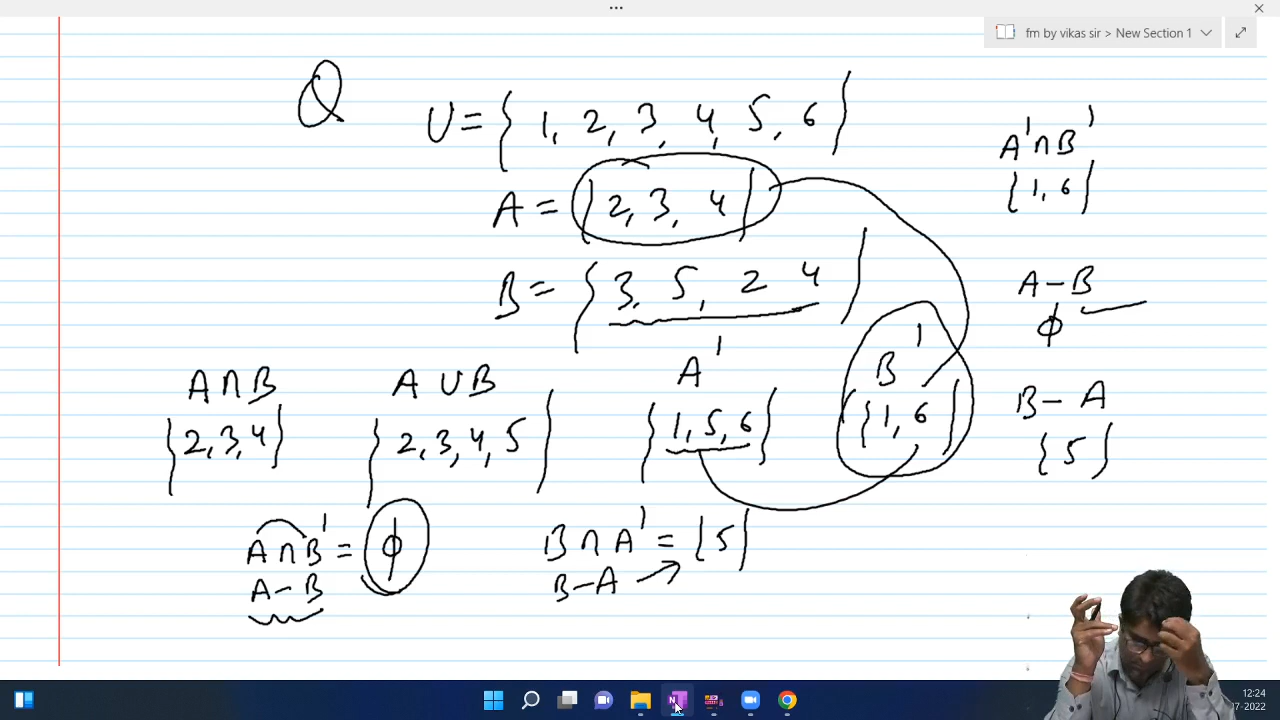 fm by vikas sir > New Section 1
Q
U = { 1, 2, 3, 4, 5, 6 }
A = { 2, 3, 4 }
B = { 3, 5, 2 4 }
A ∩ B
{ 2, 3, 4 }
A ∪ B
{ 2, 3, 4, 5 }
A'
{ 1, 5, 6 }
B'
{ 1, 6 }
A' ∩ B'
{ 1, 6 }
A - B
ϕ
B - A
{ 5 }
A ∩ B' = ϕ
A - B
B ∩ A' = { 5 }
B - A →
12:24
07-2022